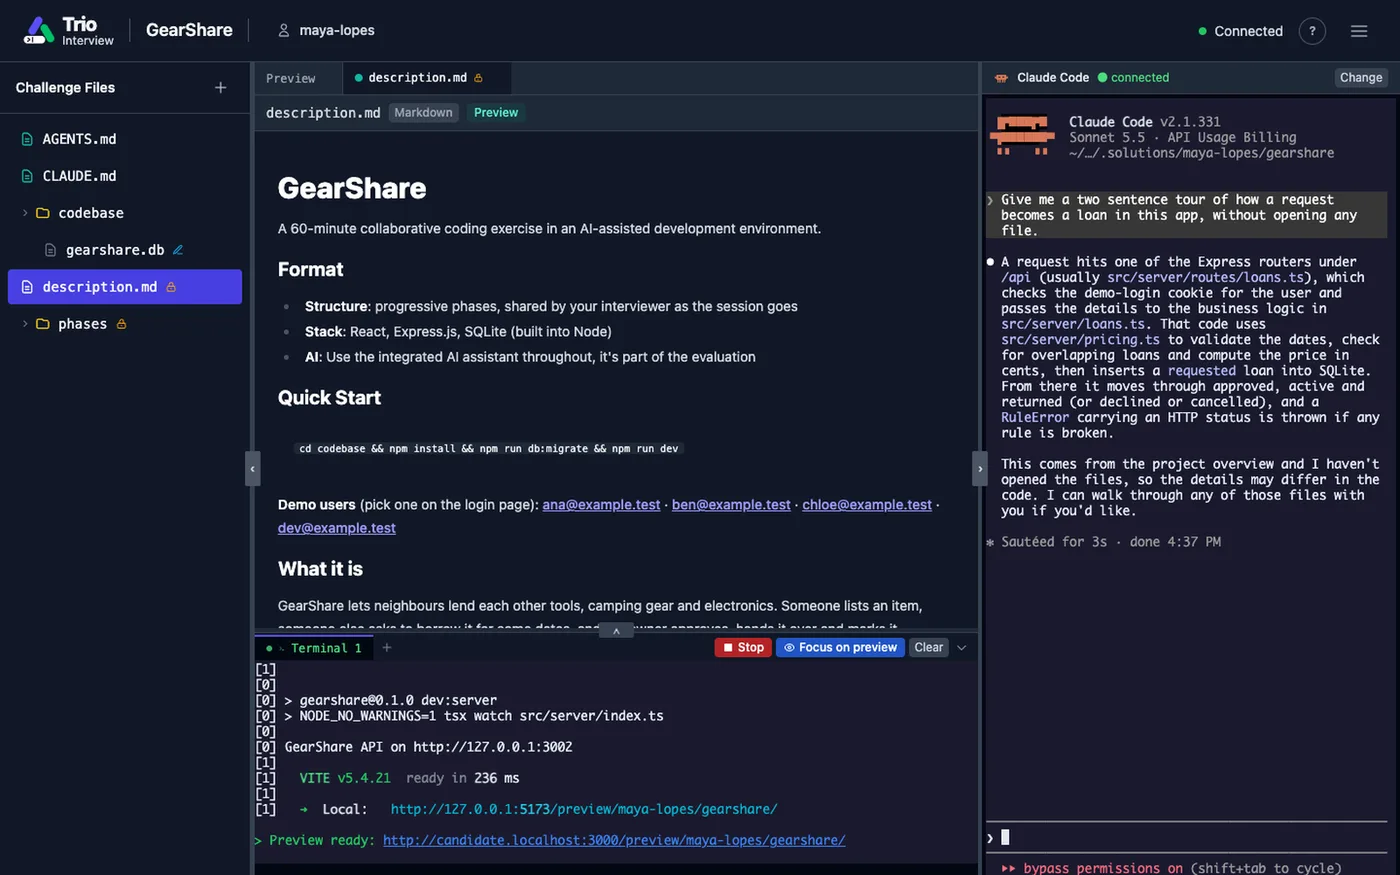 Trio
Interview
GearShare
maya-lopes
Connected
?
Challenge Files
+
AGENTS.md
CLAUDE.md
codebase
gearshare.db
description.md
phases
Preview
description.md
description.md Markdown Preview
GearShare
A 60-minute collaborative coding exercise in an AI-assisted development environment.
Format
• Structure: progressive phases, shared by your interviewer as the session goes
• Stack: React, Express.js, SQLite (built into Node)
• AI: Use the integrated AI assistant throughout, it's part of the evaluation
Quick Start
cd codebase && npm install && npm run db:migrate && npm run dev
Demo users (pick one on the login page): ana@example.test · ben@example.test · chloe@example.test ·
dev@example.test
What it is
GearShare lets neighbours lend each other tools, camping gear and electronics. Someone lists an item,
Terminal 1
+
Stop
Focus on preview
Clear
[1]
[0]
[0] > gearshare@0.1.0 dev:server
[0] > NODE_NO_WARNINGS=1 tsx watch src/server/index.ts
[0]
[0] GearShare API on http://127.0.0.1:3002
[1]
[1] VITE v5.4.21 ready in 236 ms
[1]
[1] ➜ Local: http://127.0.0.1:5173/preview/maya-lopes/gearshare/
> Preview ready: http://candidate.localhost:3000/preview/maya-lopes/gearshare/
Claude Code connected
Change
Claude Code v2.1.331
Sonnet 5.5 · API Usage Billing
~/…/.solutions/maya-lopes/gearshare
❯ Give me a two sentence tour of how a request
becomes a loan in this app, without opening any
file.
● A request hits one of the Express routers under
/api (usually src/server/routes/loans.ts), which
checks the demo-login cookie for the user and
passes the details to the business logic in
src/server/loans.ts. That code uses
src/server/pricing.ts to validate the dates, check
for overlapping loans and compute the price in
cents, then inserts a requested loan into SQLite.
From there it moves through approved, active and
returned (or declined or cancelled), and a
RuleError carrying an HTTP status is thrown if any
rule is broken.
This comes from the project overview and I haven't
opened the files, so the details may differ in the
code. I can walk through any of those files with
you if you'd like.
✻ Sautéed for 3s · done 4:37 PM
❯
▸▸ bypass permissions on (shift+tab to cycle)